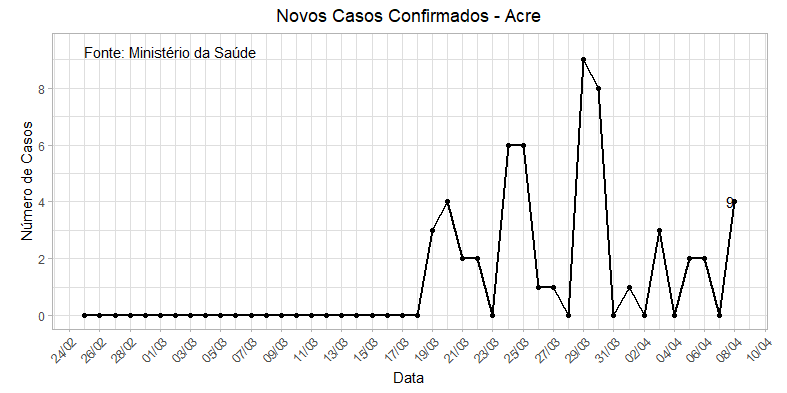 Novos Casos Confirmados - Acre
Fonte: Ministério da Saúde
Número de Casos
8
6
4
2
0
9
24/02 26/02 28/02 01/03 03/03 05/03 07/03 09/03 11/03 13/03 15/03 17/03 19/03 21/03 23/03 25/03 27/03 29/03 31/03 02/04 04/04 06/04 08/04 10/04
Data